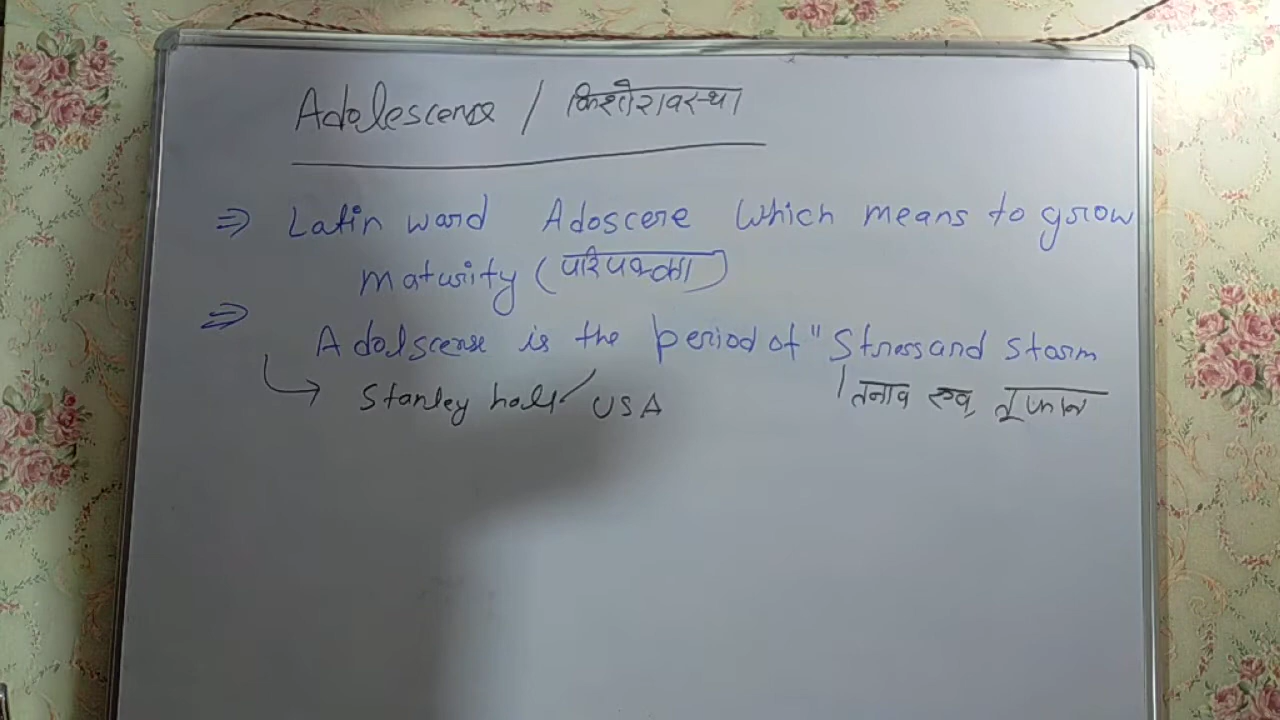 Adolescense / किशोरावस्था
⇒ Latin word Adoscere which means to grow
maturity (परिपक्वता)
⇒ Adolscense is the period of "Stress and storm
↳ Stanley hall / USA तनाव एवं तूफान